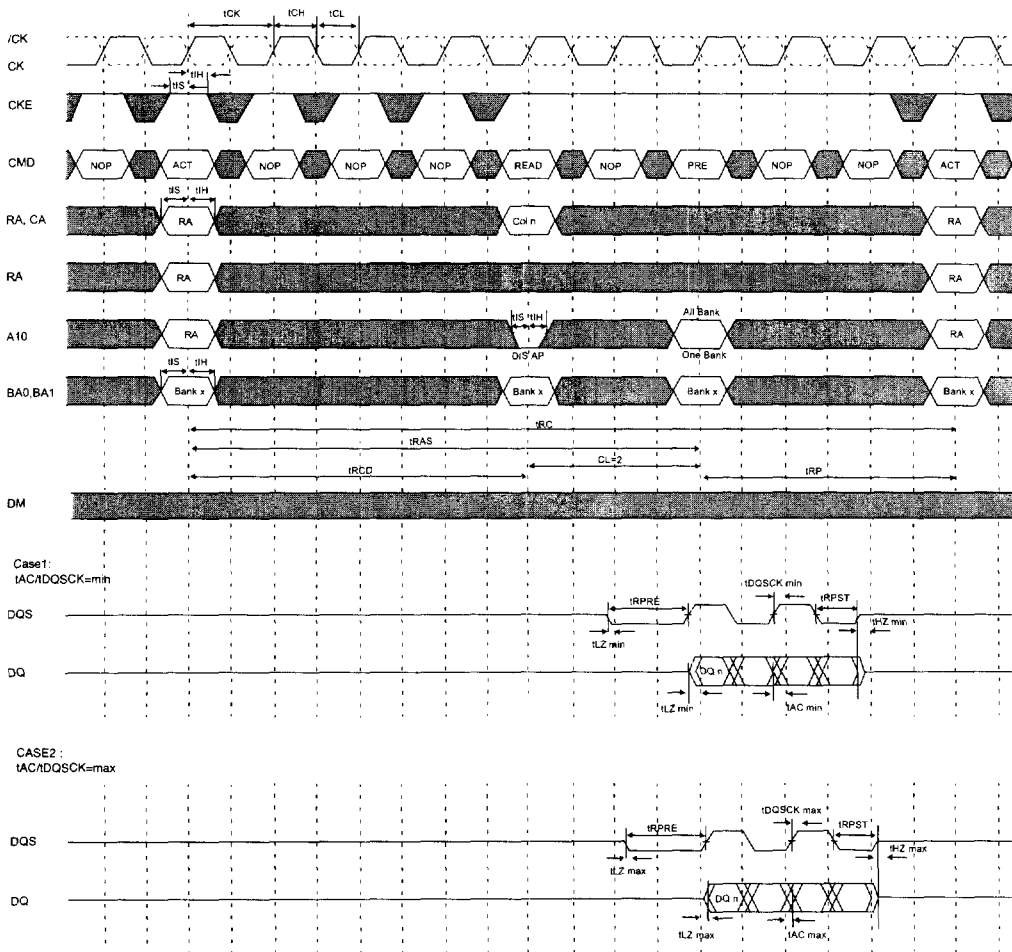 tCK tCH tCL
/CK
CK
tIH
tIS
CKE
CMD NOP ACT NOP NOP NOP READ NOP PRE NOP NOP ACT
tIS tIH
RA, CA RA Col n RA
RA RA RA
tIS tIH All Bank
A10 RA RA
DIS AP One Bank
tIS tIH
BA0,BA1 Bank x Bank x Bank x Bank x
tRC
tRAS
tRCD CL=2 tRP
DM
Case1:
tAC/tDQSCK=min
tDQSCK min
tRPRE tRPST
DQS
tLZ min tHZ min
DQ DQ n
tLZ min tAC min
CASE2 :
tAC/tDQSCK=max
tDQSCK max
tRPRE tRPST
DQS
tLZ max tHZ max
DQ DQ n
tLZ max tAC max